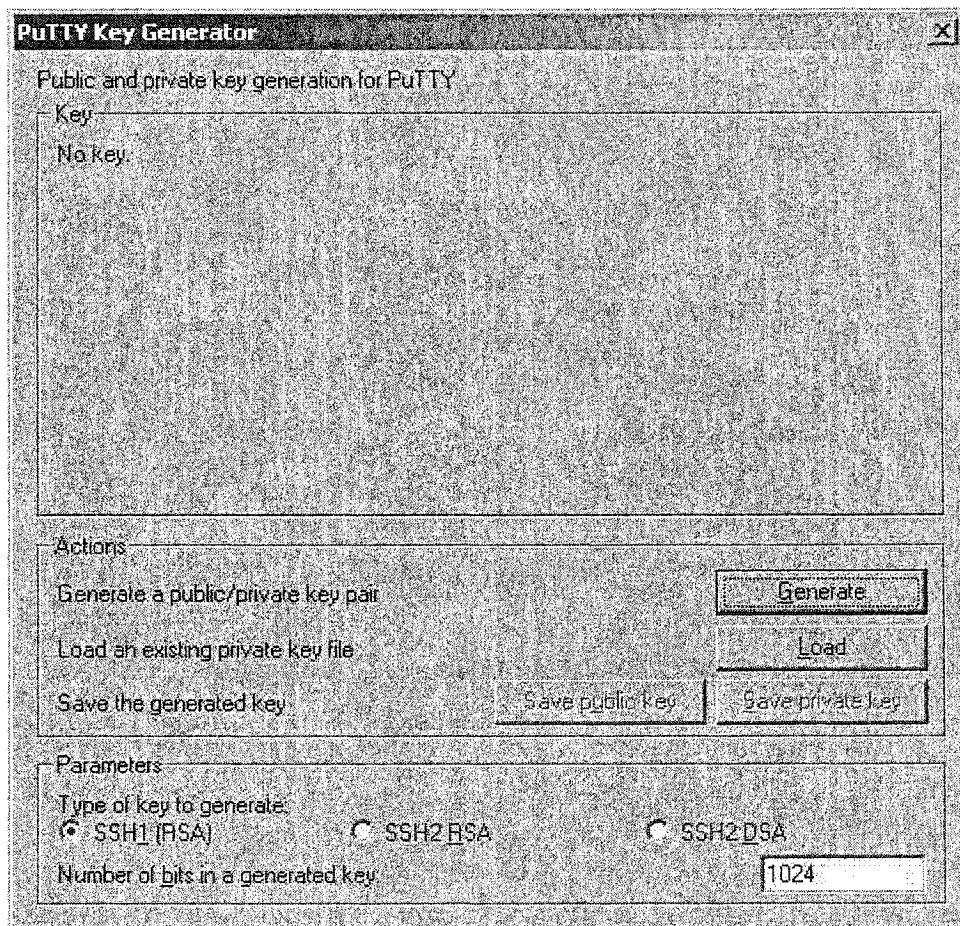 PuTTY Key Generator
Public and private key generation for PuTTY
Key
No key.
Actions
Generate a public/private key pair
Generate
Load an existing private key file
Load
Save the generated key
Save public key
Save private key
Parameters
Type of key to generate:
SSH1 (RSA)
SSH2 RSA
SSH2 DSA
Number of bits in a generated key:
1024